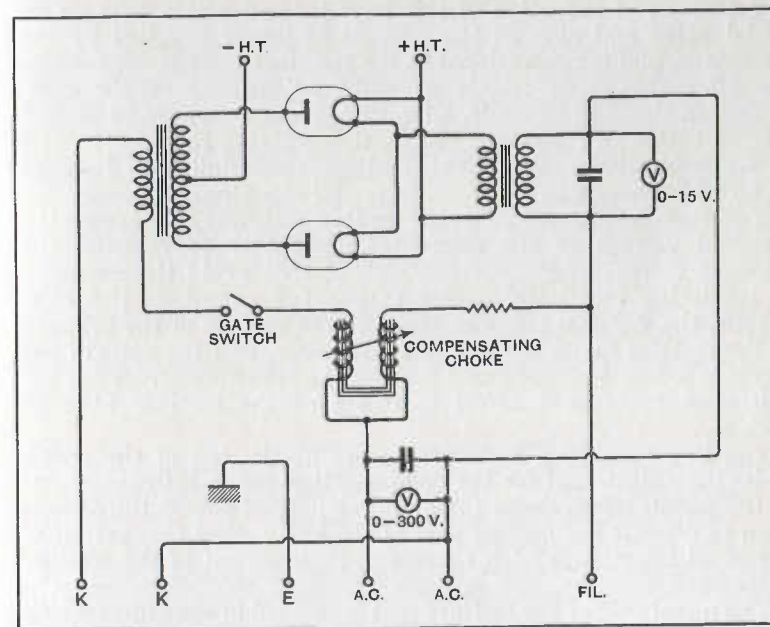 – H.T.
+ H.T.
V
0–15 V.
GATE
SWITCH
COMPENSATING
CHOKE
V
0–300 V.
K
K
E
A.C.
A.C.
FIL.